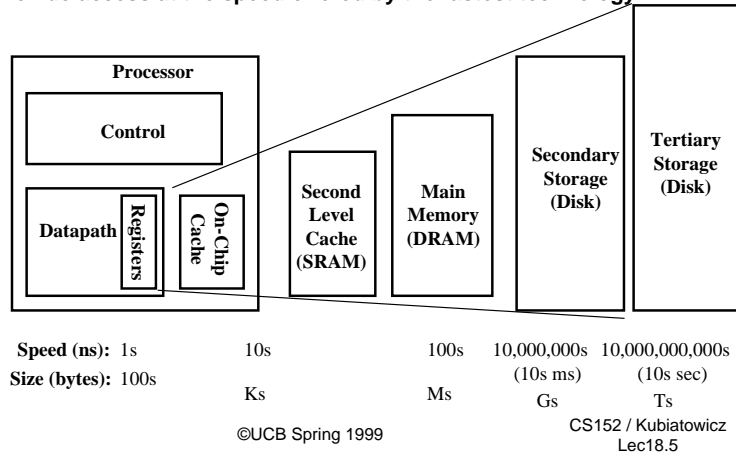 Processor
Control
Datapath
Registers
On-Chip
Cache
Second
Level
Cache
(SRAM)
Main
Memory
(DRAM)
Secondary
Storage
(Disk)
Tertiary
Storage
(Disk)
Speed (ns): 1s 10s 100s 10,000,000s 10,000,000,000s
(10s ms) (10s sec)
Size (bytes): 100s Ks Ms Gs Ts
©UCB Spring 1999
CS152 / Kubiatowicz
Lec18.5